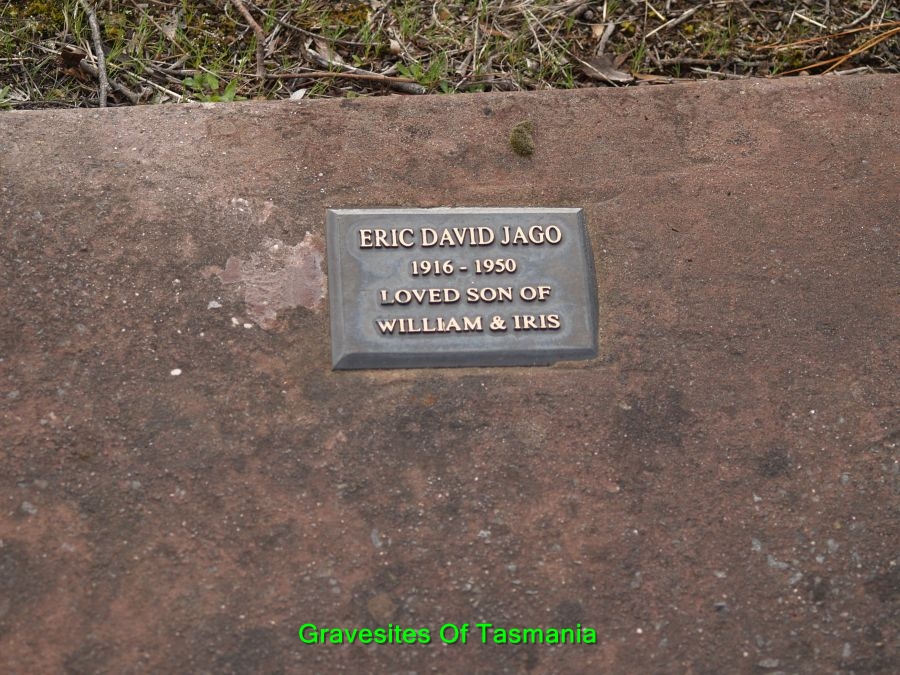 ERIC DAVID JAGO
1916 - 1950
LOVED SON OF
WILLIAM & IRIS
Gravesites Of Tasmania